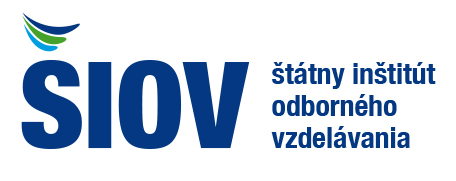 ŠIOV
štátny inštitút
odborného
vzdelávania